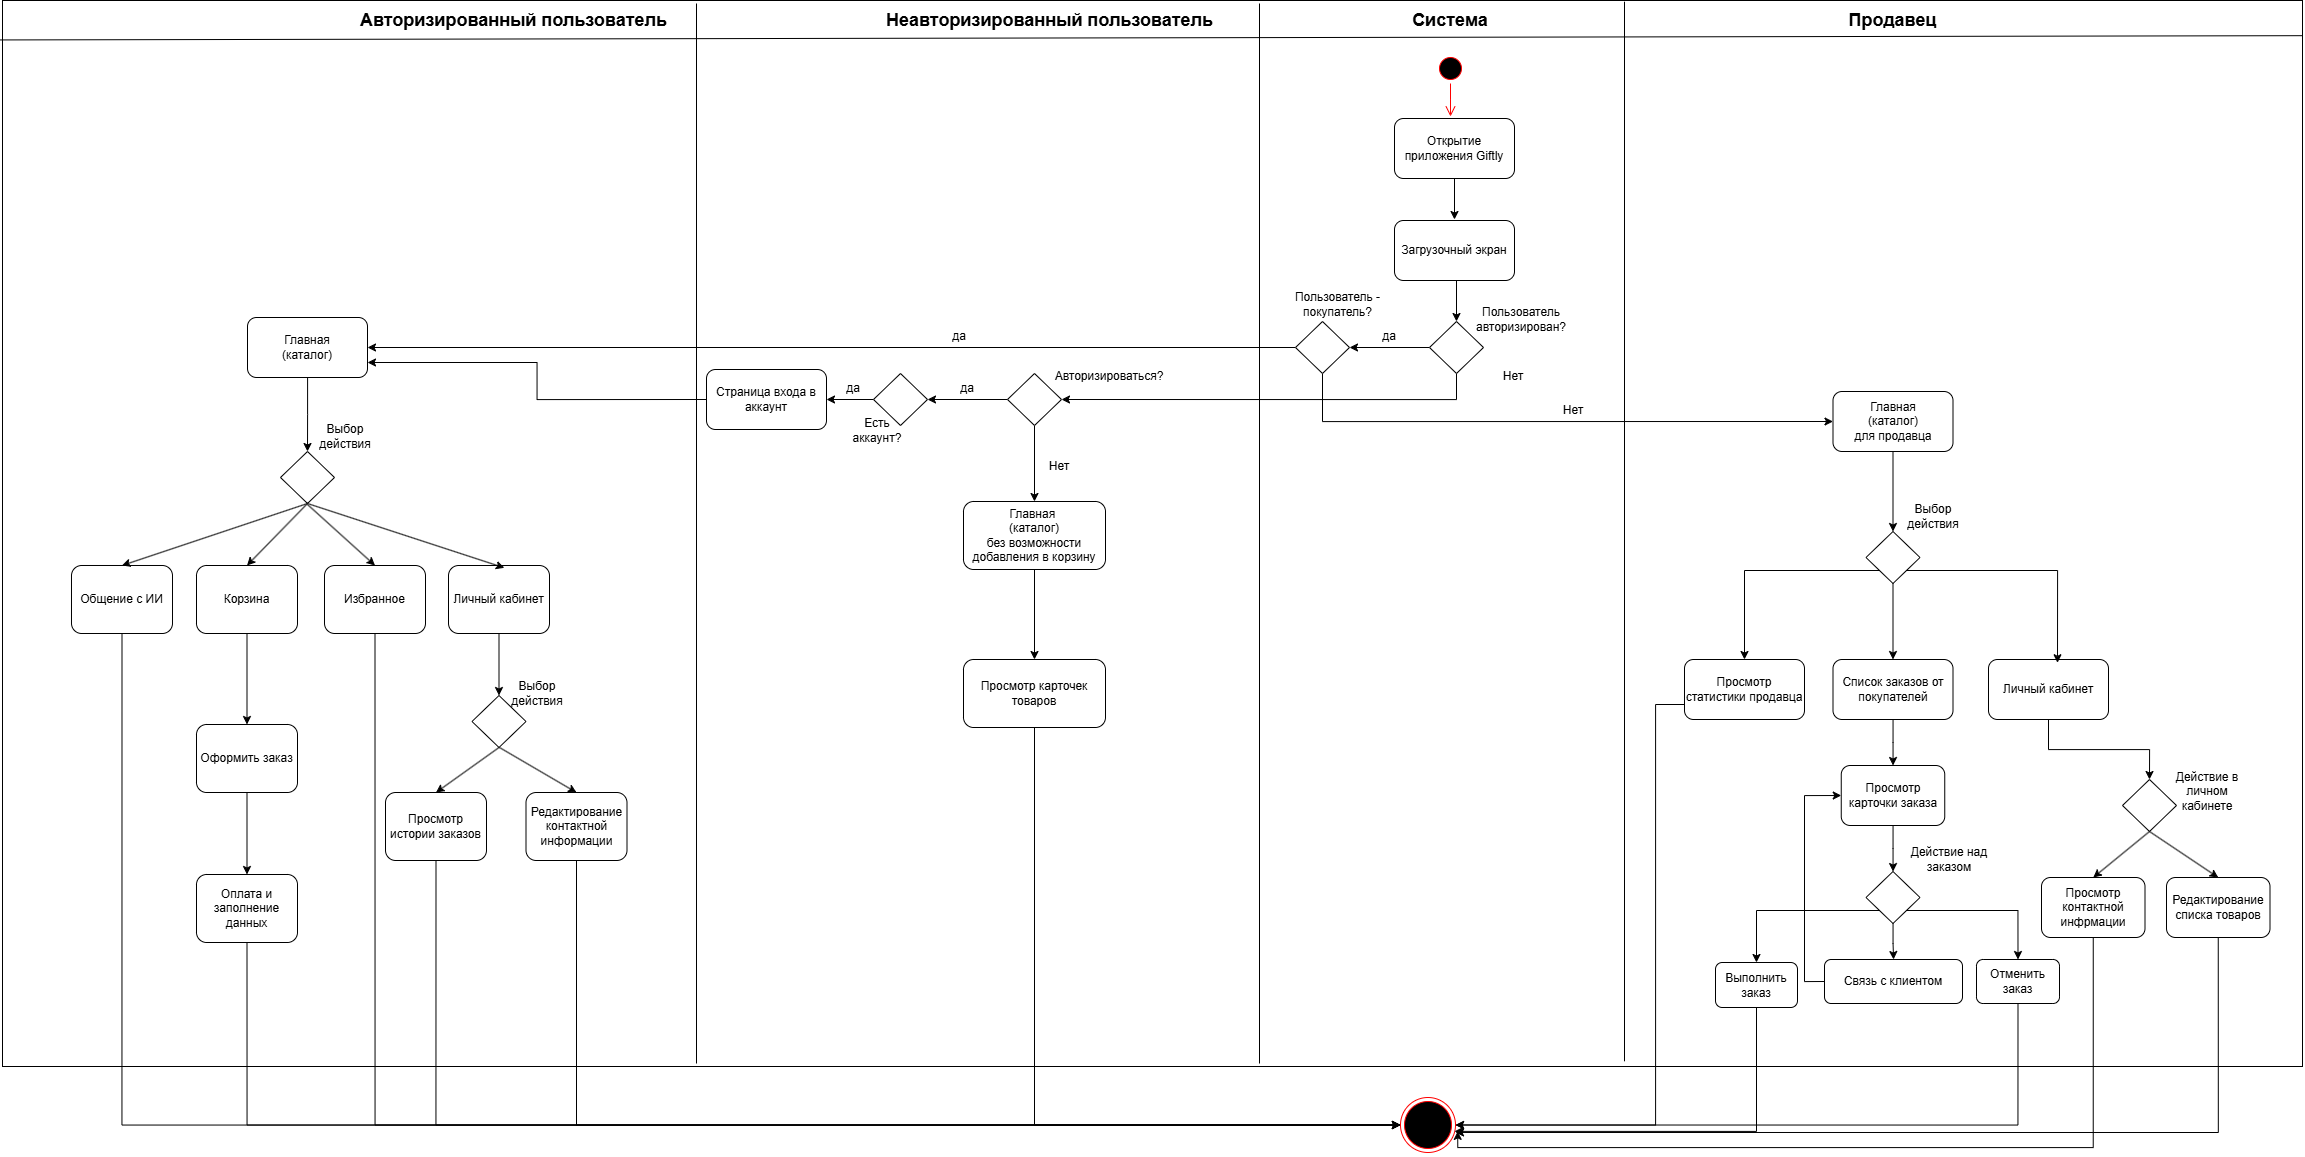 Авторизированный пользователь
Неавторизированный пользователь
Система
Продавец
Открытие
приложения Giftly
Загрузочный экран
Пользователь -
покупатель?
Пользователь
авторизирован?
да
да
Главная
(каталог)
Авторизироваться?
Нет
Страница входа в
аккаунт
да
да
Есть
аккаунт?
Нет
Главная
(каталог)
для продавца
Выбор
действия
Нет
Главная
(каталог)
без возможности
добавления в корзину
Выбор
действия
Общение с ИИ
Корзина
Избранное
Личный кабинет
Просмотр карточек
товаров
Просмотр
статистики продавца
Список заказов от
покупателей
Личный кабинет
Выбор
действия
Оформить заказ
Просмотр
карточки заказа
Действие в
личном
кабинете
Просмотр
истории заказов
Редактирование
контактной
информации
Действие над
заказом
Оплата и
заполнение
данных
Просмотр
контактной
инфрмации
Редактирование
списка товаров
Выполнить
заказ
Связь с клиентом
Отменить
заказ